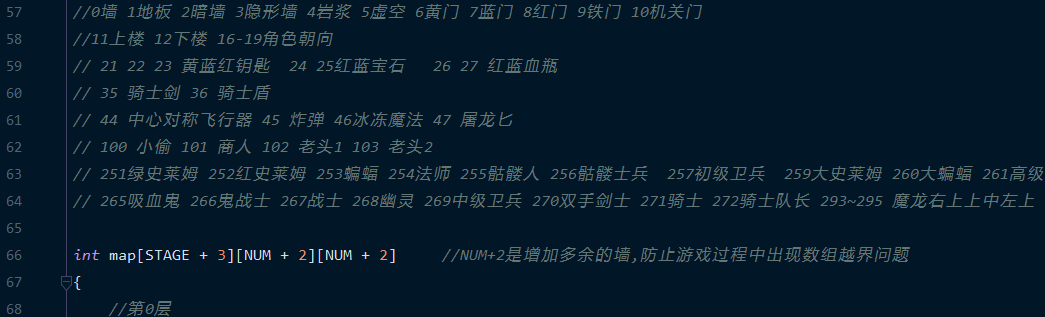 57 //0墙 1地板 2暗墙 3隐形墙 4岩浆 5虚空 6黄门 7蓝门 8红门 9铁门 10机关门
58 //11上楼 12下楼 16-19角色朝向
59 // 21 22 23 黄蓝红钥匙 24 25红蓝宝石 26 27 红蓝血瓶
60 // 35 骑士剑 36 骑士盾
61 // 44 中心对称飞行器 45 炸弹 46冰冻魔法 47 屠龙匕
62 // 100 小偷 101 商人 102 老头1 103 老头2
63 // 251绿史莱姆 252红史莱姆 253蝙蝠 254法师 255骷髅人 256骷髅士兵 257初级卫兵 259大史莱姆 260大蝙蝠 261高级
64 // 265吸血鬼 266鬼战士 267战士 268幽灵 269中级卫兵 270双手剑士 271骑士 272骑士队长 293~295 魔龙右上上中左上
65
66 int map[STAGE + 3][NUM + 2][NUM + 2] //NUM+2是增加多余的墙,防止游戏过程中出现数组越界问题
67 {
68 //第0层